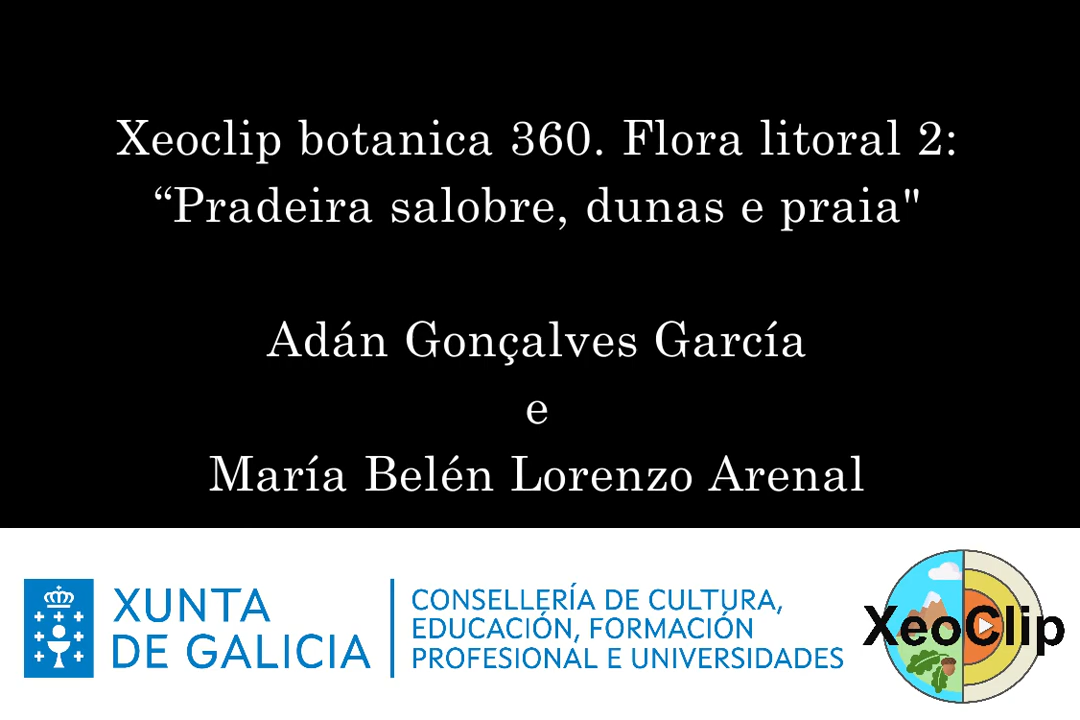 Xeoclip botanica 360. Flora litoral 2:
“Pradeira salobre, dunas e praia"
Adán Gonçalves García
e
María Belén Lorenzo Arenal
XUNTA
DE GALICIA
CONSELLERÍA DE CULTURA,
EDUCACIÓN, FORMACIÓN
PROFESIONAL E UNIVERSIDADES
XeoClip